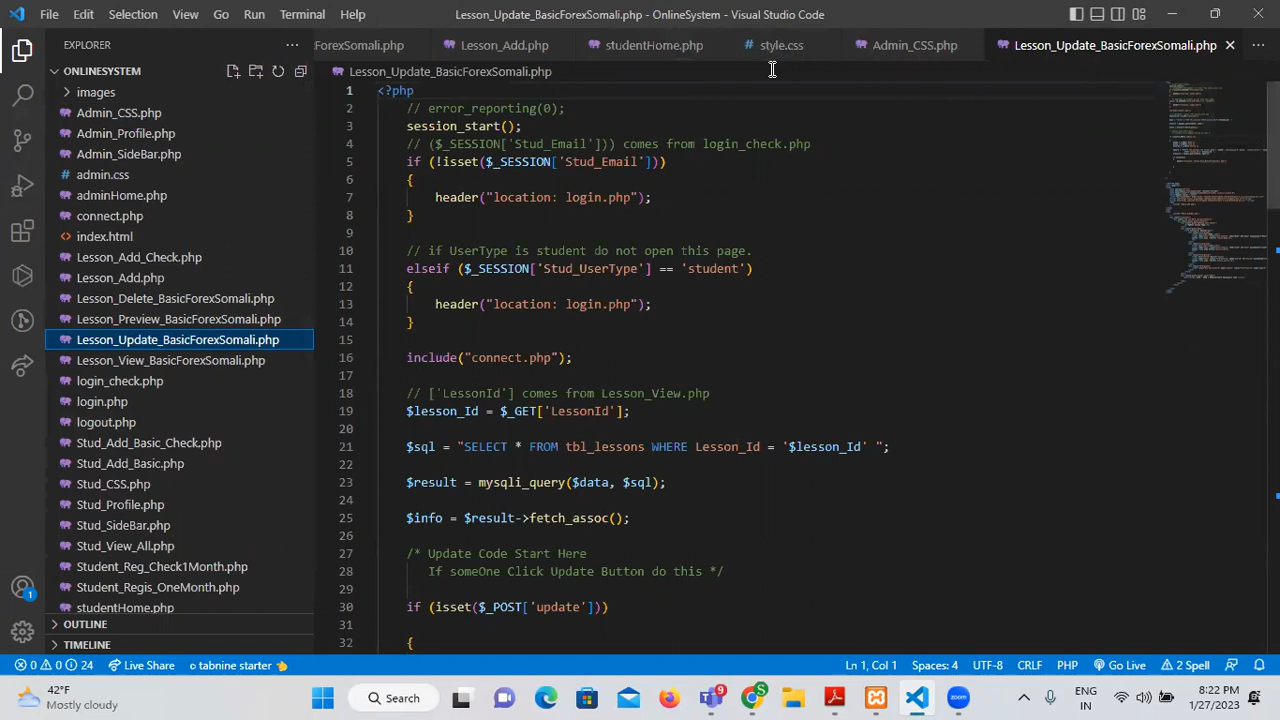 File Edit Selection View Go Run Terminal Help
Lesson_Update_BasicForexSomali.php - OnlineSystem - Visual Studio Code
EXPLORER
ForexSomali.php Lesson_Add.php studentHome.php style.css Admin_CSS.php Lesson_Update_BasicForexSomali.php
ONLINESYSTEM
Lesson_Update_BasicForexSomali.php
images
Admin_CSS.php
Admin_Profile.php
Admin_SideBar.php
admin.css
adminHome.php
connect.php
index.html
Lesson_Add_Check.php
Lesson_Add.php
Lesson_Delete_BasicForexSomali.php
Lesson_Preview_BasicForexSomali.php
Lesson_Update_BasicForexSomali.php
Lesson_View_BasicForexSomali.php
login_check.php
login.php
logout.php
Stud_Add_Basic_Check.php
Stud_Add_Basic.php
Stud_CSS.php
Stud_Profile.php
Stud_SideBar.php
Stud_View_All.php
Student_Reg_Check1Month.php
Student_Regis_OneMonth.php
studentHome.php
OUTLINE
TIMELINE
1 <?php
2 // error_reporting(0);
3 session_start();
4 // ($_SESSION['Stud_Email'])) comes from login_check.php
5 if (!isset($_SESSION['Stud_Email']))
6 {
7 header("location: login.php");
8 }
9
10 // if UserType is student do not open this page.
11 elseif ($_SESSION['Stud_UserType'] == 'student')
12 {
13 header("location: login.php");
14 }
15
16 include("connect.php");
17
18 // ['LessonId'] comes from Lesson_View.php
19 $lesson_Id = $_GET['LessonId'];
20
21 $sql = "SELECT * FROM tbl_lessons WHERE Lesson_Id = '$lesson_Id' ";
22
23 $result = mysqli_query($data, $sql);
24
25 $info = $result->fetch_assoc();
26
27 /* Update Code Start Here
28 If someOne Click Update Button do this */
29
30 if (isset($_POST['update']))
31
32 {
1
0 0 24 Live Share tabnine starter Ln 1, Col 1 Spaces: 4 UTF-8 CRLF PHP Go Live 2 Spell
42°F
Mostly cloudy
Search
9
S
ENG
IN
8:22 PM
1/27/2023
zoom